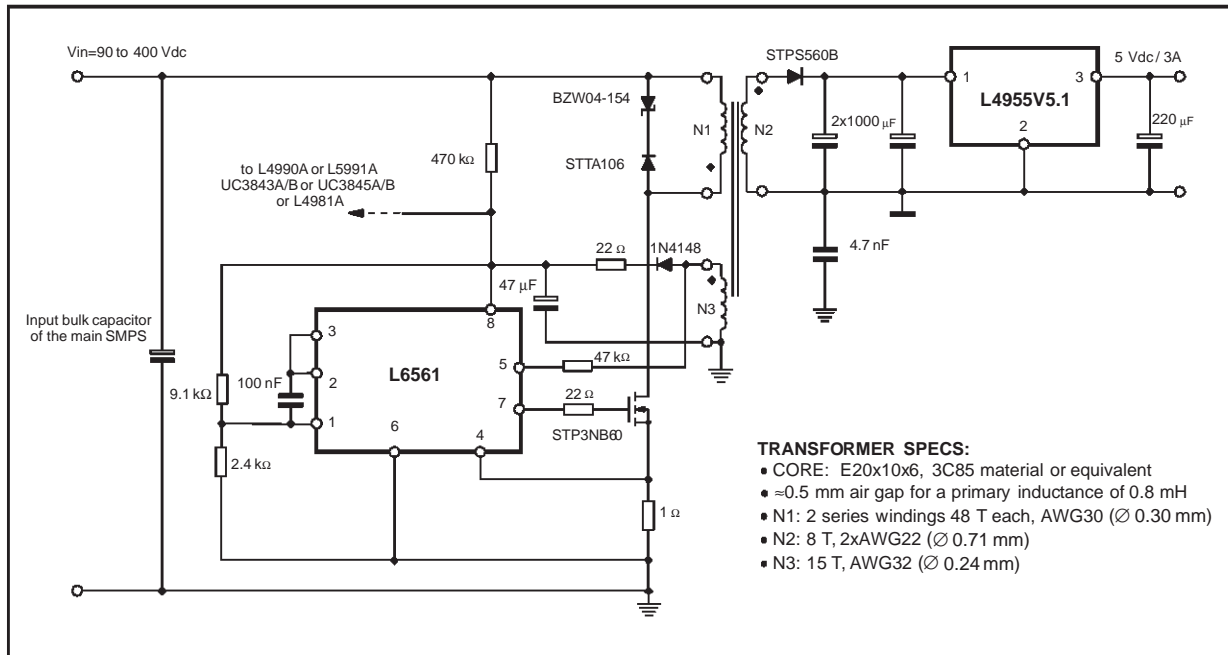 Vin=90 to 400 Vdc
STPS560B
5 Vdc / 3A
BZW04-154
1
3
L4955V5.1
N1
N2
2x1000 µF
2
220 µF
470 kΩ
STTA106
to L4990A or L5991A
UC3843A/B or UC3845A/B
or L4981A
22 Ω
1N4148
4.7 nF
47 µF
N3
Input bulk capacitor
of the main SMPS
8
3
5
47 kΩ
L6561
2
9.1 kΩ
100 nF
7
22 Ω
1
6
4
STP3NB60
2.4 kΩ
1 Ω
TRANSFORMER SPECS:
• CORE: E20x10x6, 3C85 material or equivalent
• ≈0.5 mm air gap for a primary inductance of 0.8 mH
• N1: 2 series windings 48 T each, AWG30 (∅ 0.30 mm)
• N2: 8 T, 2xAWG22 (∅ 0.71 mm)
• N3: 15 T, AWG32 (∅ 0.24 mm)